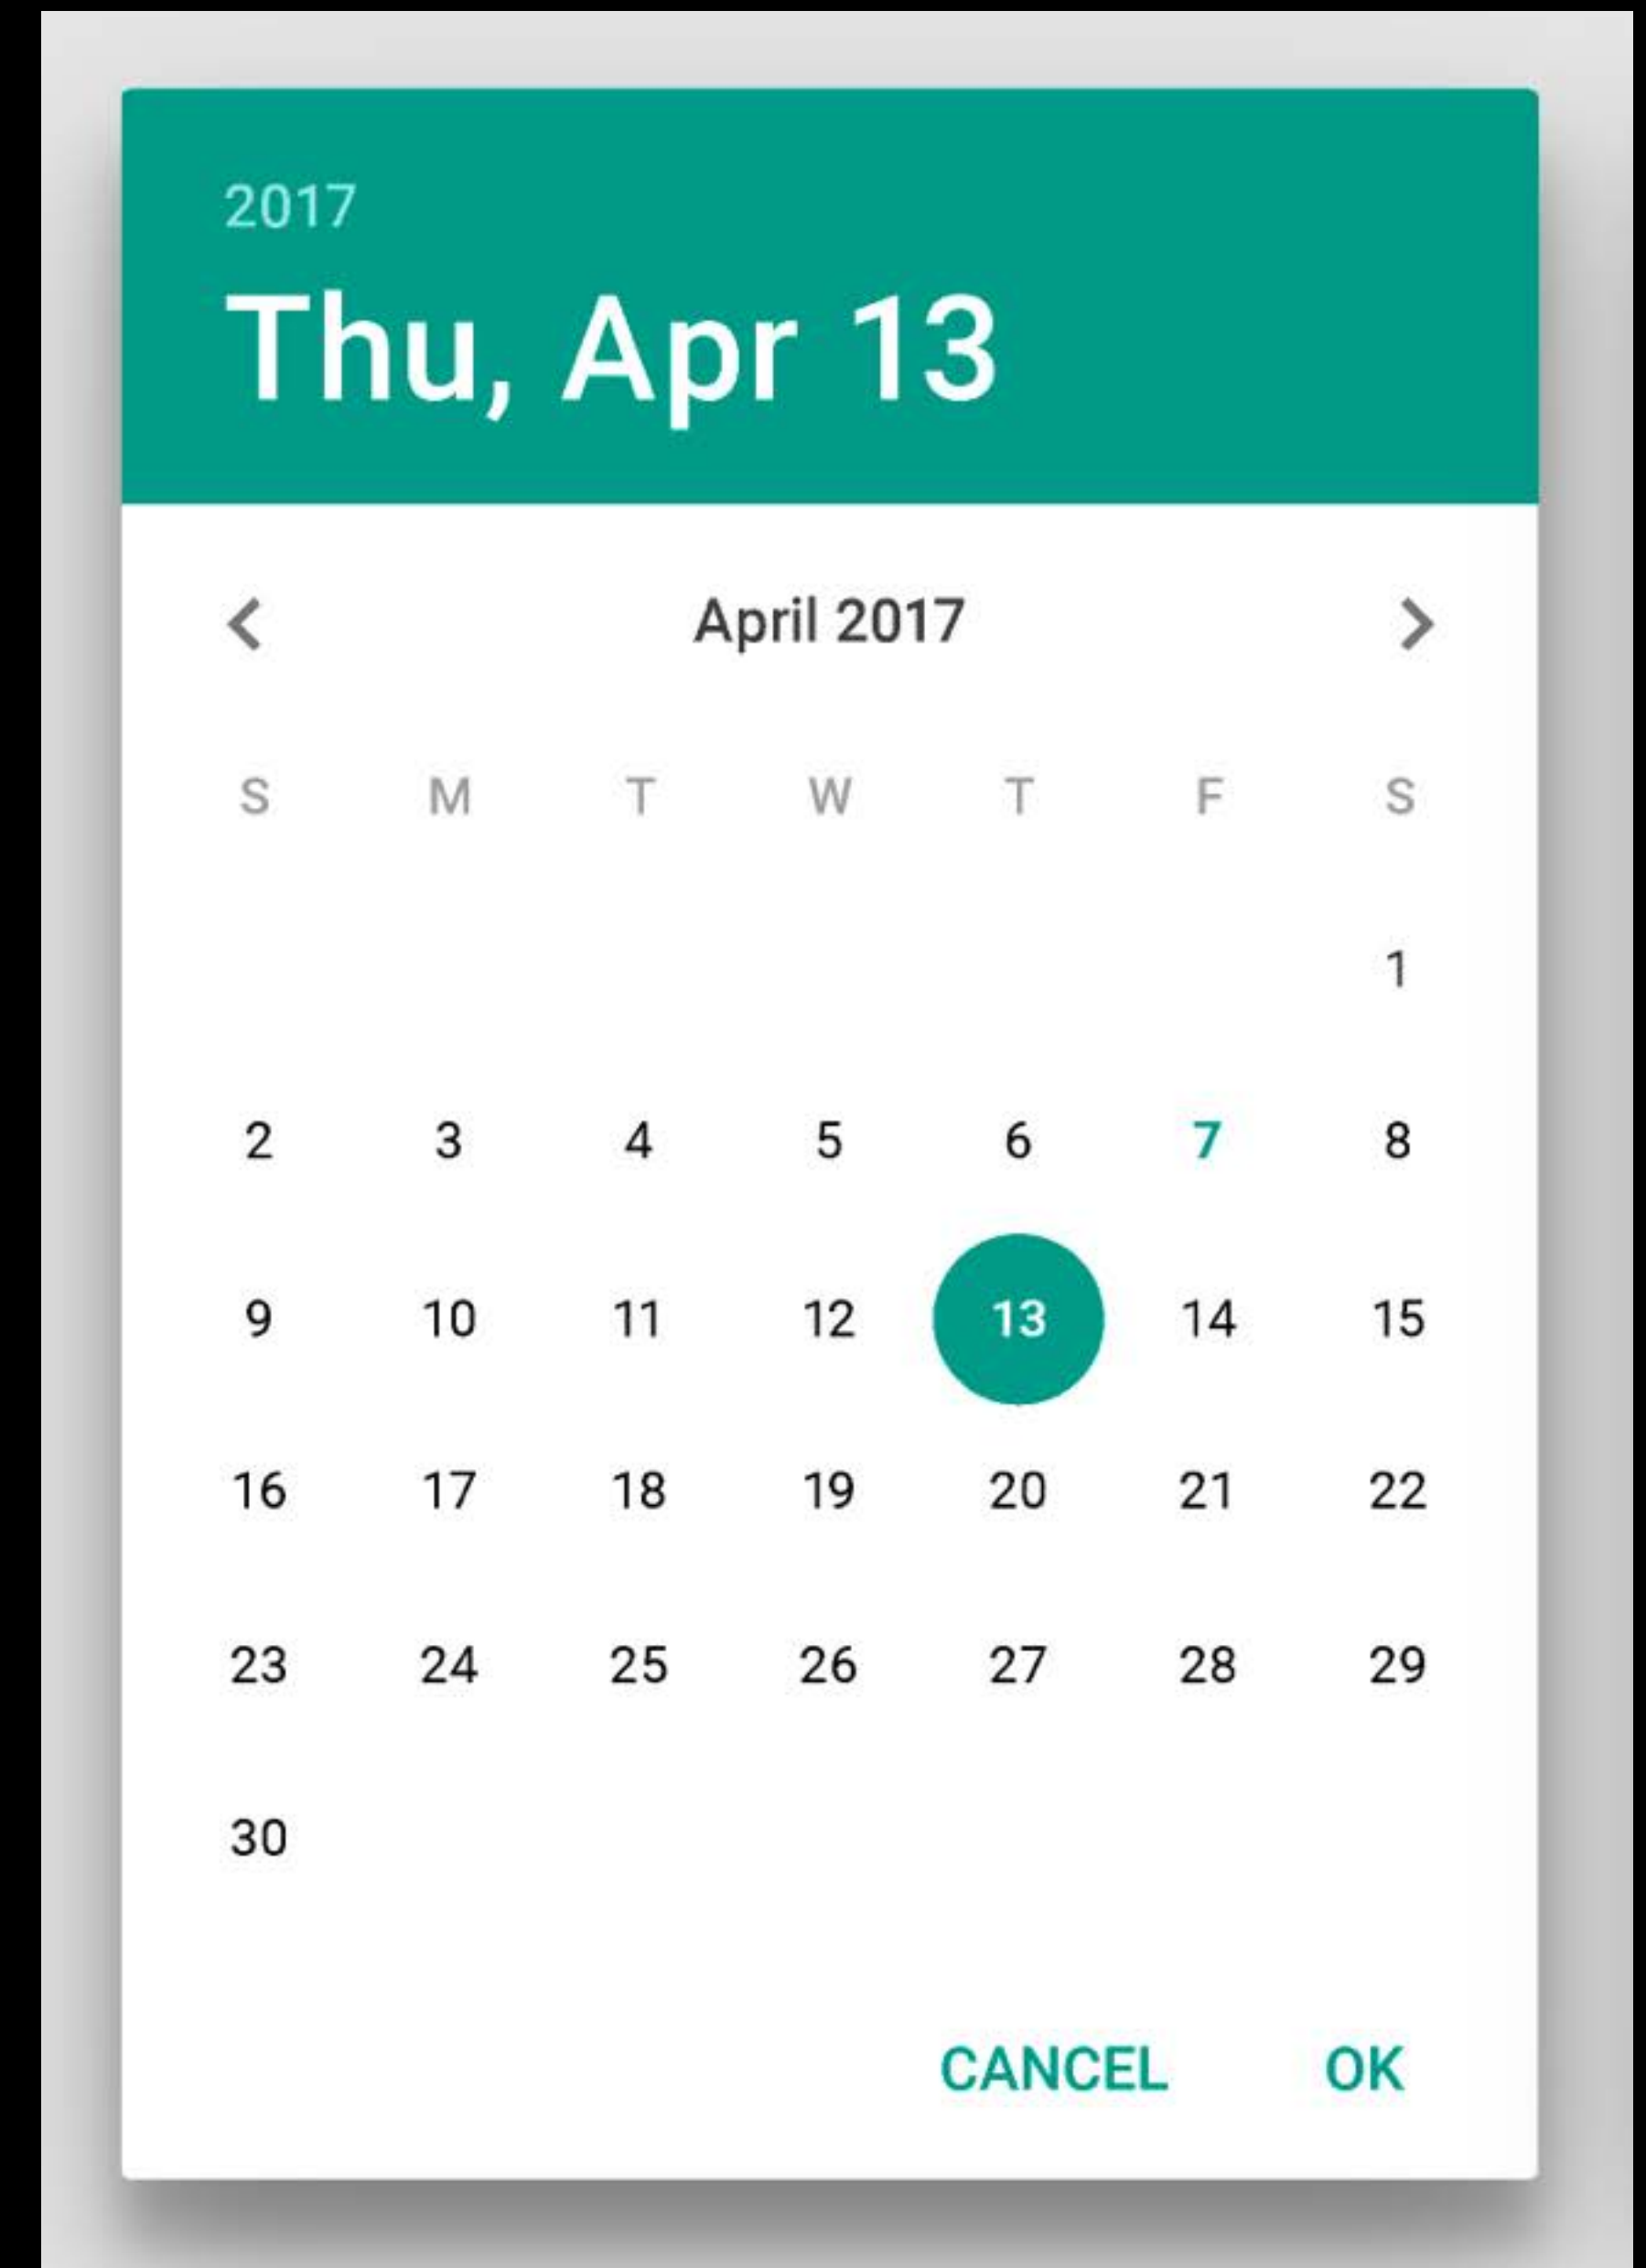 2017
Thu, Apr 13
April 2017
S M T W T F S
1
2 3 4 5 6 7 8
9 10 11 12 13 14 15
16 17 18 19 20 21 22
23 24 25 26 27 28 29
30
CANCEL OK